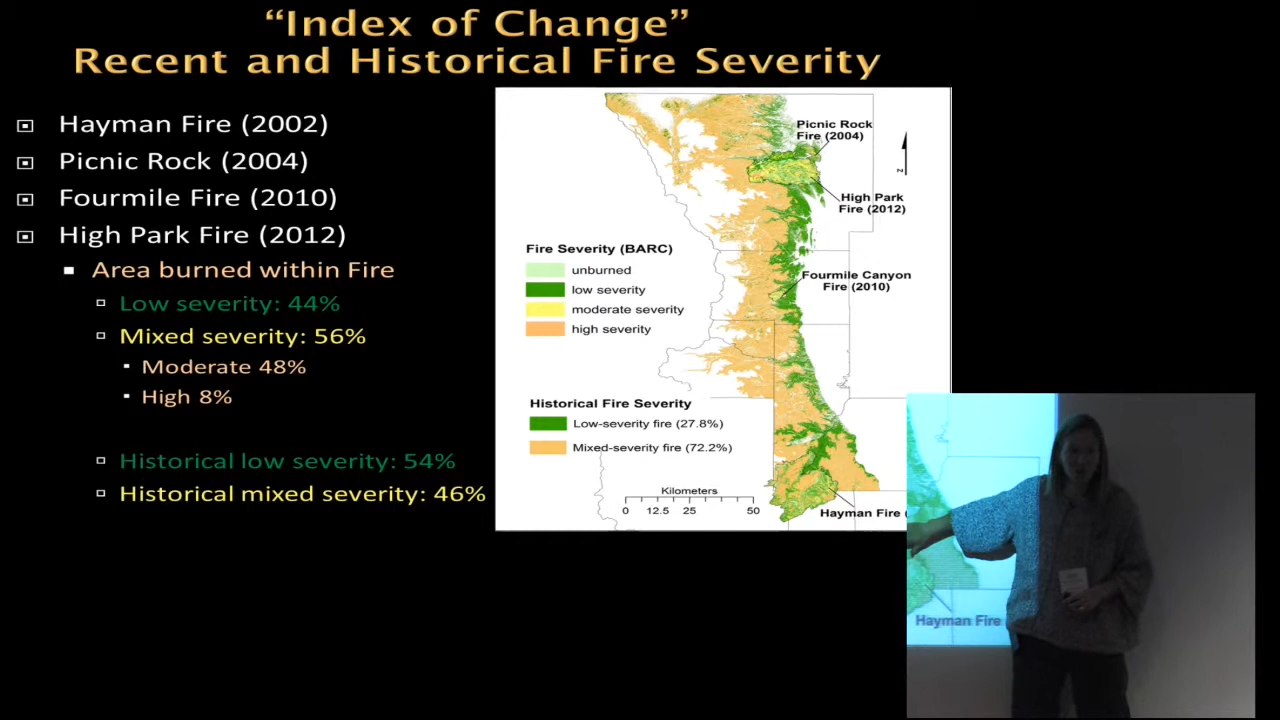 “Index of Change”
Recent and Historical Fire Severity
Hayman Fire (2002)
Picnic Rock (2004)
Fourmile Fire (2010)
High Park Fire (2012)
Area burned within Fire
Low severity: 44%
Mixed severity: 56%
Moderate 48%
High 8%
Historical low severity: 54%
Historical mixed severity: 46%
Picnic Rock
Fire (2004)
N
High Park
Fire (2012)
Fire Severity (BARC)
unburned
low severity
moderate severity
high severity
Fourmile Canyon
Fire (2010)
Historical Fire Severity
Low-severity fire (27.8%)
Mixed-severity fire (72.2%)
Kilometers
0 12.5 25 50
Hayman Fire (
Hayman Fire